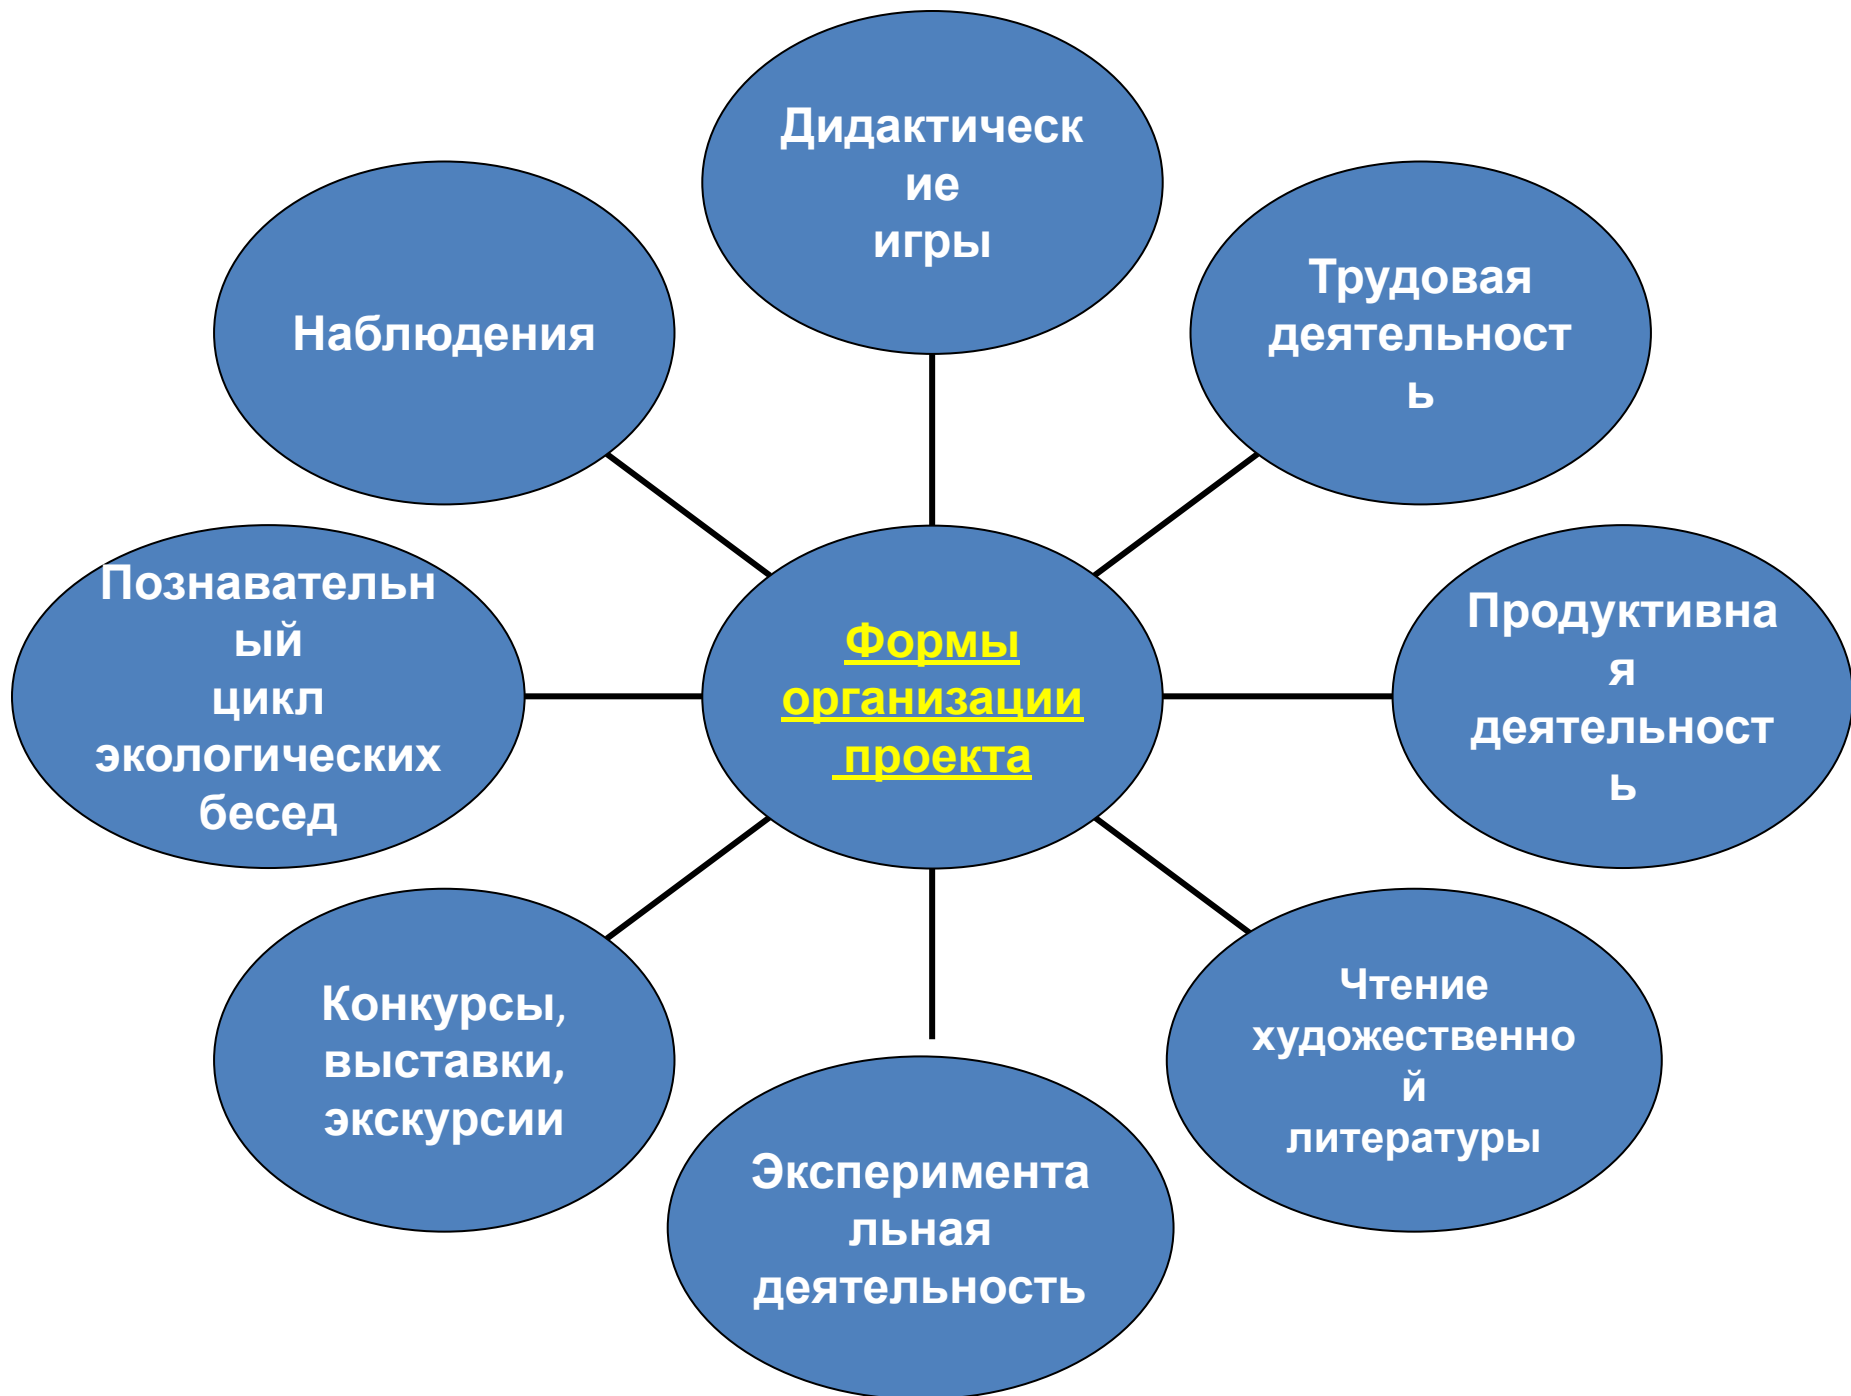 Дидактическ
ие
игры
Наблюдения
Трудовая
деятельност
ь
Познавательн
ый
цикл
экологических
бесед
Формы
организации
проекта
Продуктивна
я
деятельност
ь
Конкурсы,
выставки,
экскурсии
Чтение
художественно
й
литературы
Эксперимента
льная
деятельность